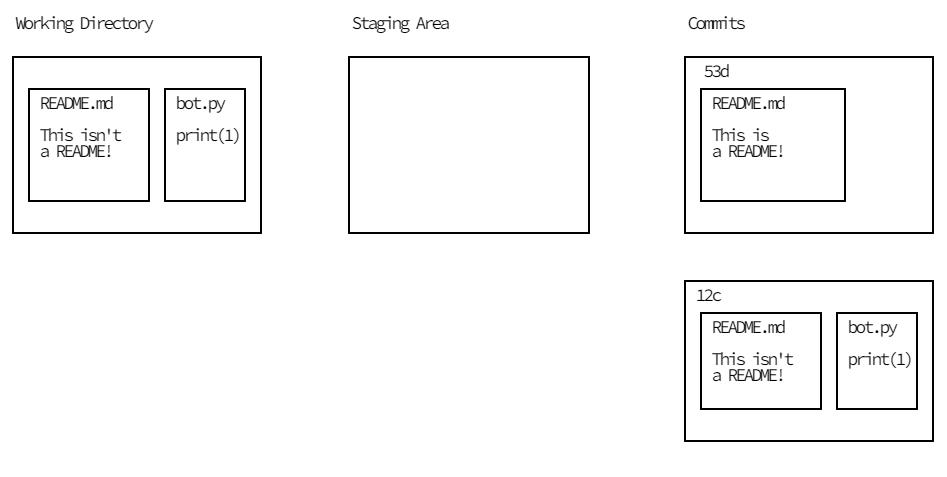 Working Directory
Staging Area
Commits
README.md
This isn't
a README!
bot.py
print(1)
53d
README.md
This is
a README!
12c
README.md
This isn't
a README!
bot.py
print(1)